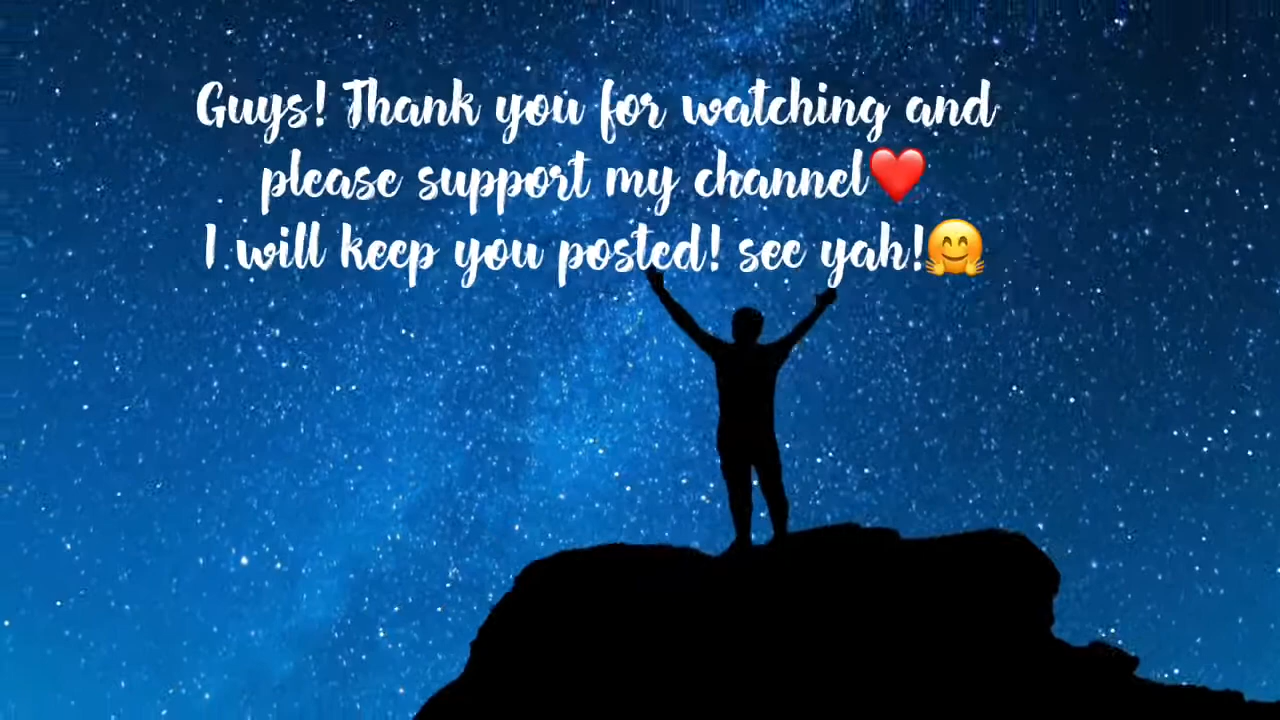 Guys! Thank you for watching and
please support my channel❤️
I will keep you posted! see yah!🤗